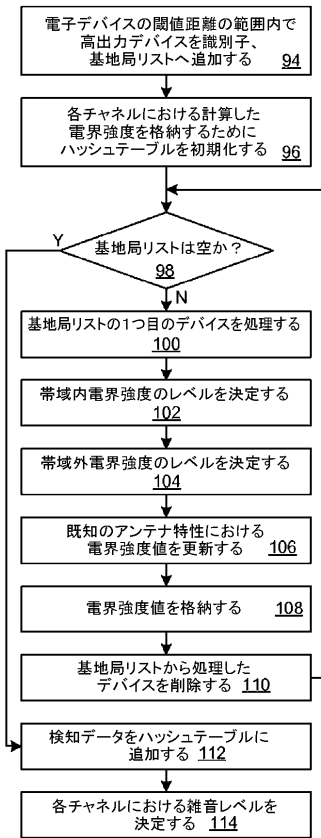 電子デバイスの閾値距離の範囲内で
高出力デバイスを識別子、
基地局リストへ追加する 94
各チャネルにおける計算した
電界強度を格納するために
ハッシュテーブルを初期化する 96
Y
基地局リストは空か？
98
N
基地局リストの1つ目のデバイスを処理する
100
帯域内電界強度のレベルを決定する
102
帯域外電界強度のレベルを決定する
104
既知のアンテナ特性における
電界強度値を更新する 106
電界強度値を格納する 108
基地局リストから処理した
デバイスを削除する 110
検知データをハッシュテーブルに
追加する 112
各チャネルにおける雑音レベルを
決定する 114